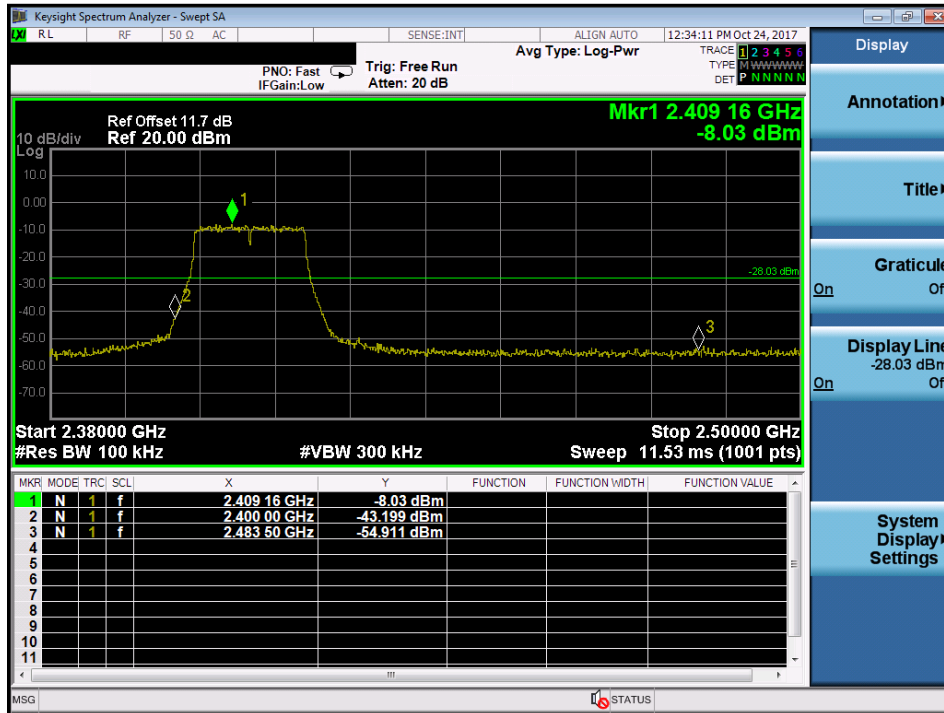 Keysight Spectrum Analyzer - Swept SA
LXI RL RF 50 Ω AC SENSE:INT ALIGN AUTO 12:34:11 PM Oct 24, 2017
PNO: Fast Trig: Free Run Avg Type: Log-Pwr TRACE 1 2 3 4 5 6
IFGain:Low Atten: 20 dB TYPE M WWWWW
DET P N N N N N
Mkr1 2.409 16 GHz
-8.03 dBm
Ref Offset 11.7 dB
10 dB/div Ref 20.00 dBm
Log
10.0
0.00
-10.0
-20.0
-30.0
-40.0
-50.0
-60.0
-70.0
1
2
3
-28.03 dBm
Start 2.38000 GHz Stop 2.50000 GHz
#Res BW 100 kHz #VBW 300 kHz Sweep 11.53 ms (1001 pts)
MKR MODE TRC SCL X Y FUNCTION FUNCTION WIDTH FUNCTION VALUE
1 N 1 f 2.409 16 GHz -8.03 dBm
2 N 1 f 2.400 00 GHz -43.199 dBm
3 N 1 f 2.483 50 GHz -54.911 dBm
4
5
6
7
8
9
10
11
MSG STATUS
Display
Annotation
Title
Graticule
On Of
Display Line
-28.03 dBm
On Of
System
Display
Settings